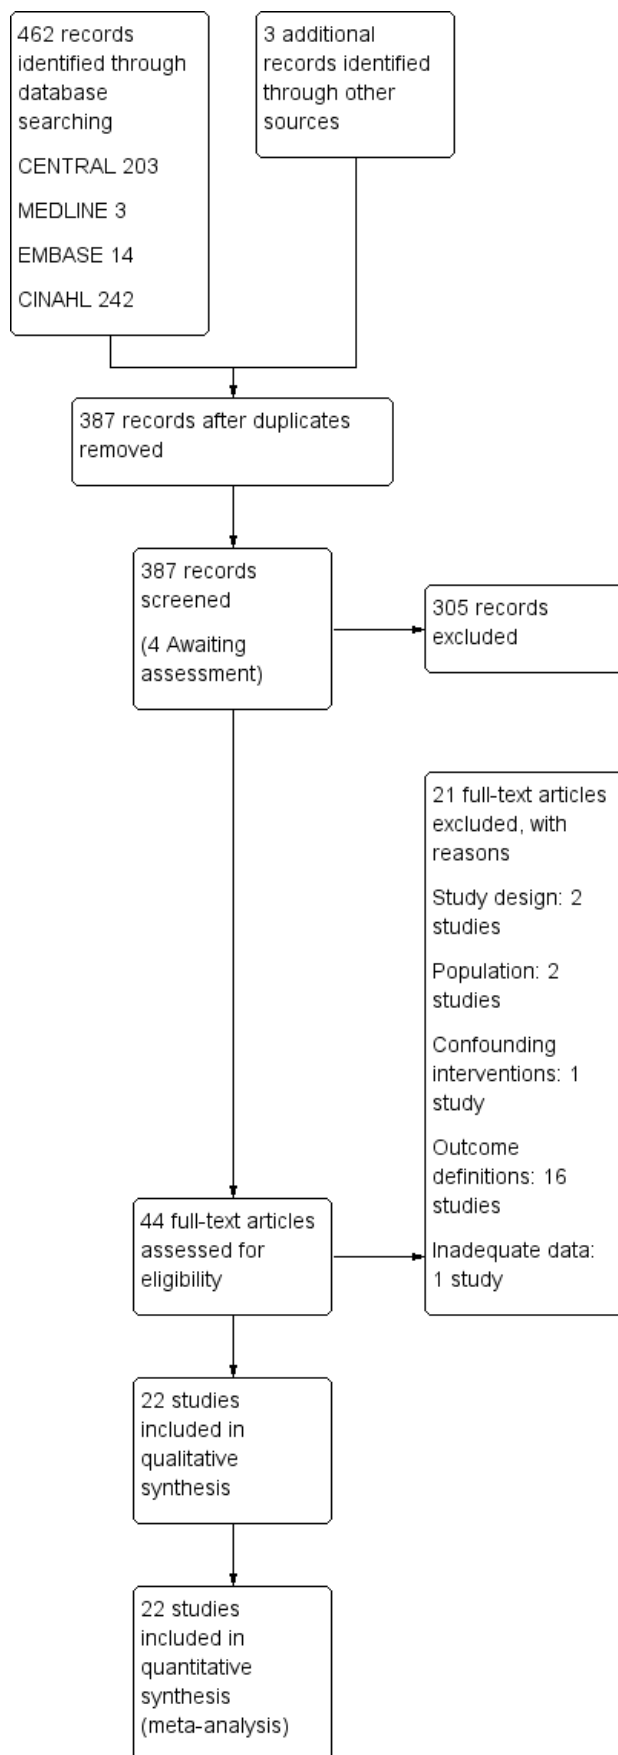 462 records
identified through
database
searching
CENTRAL 203
MEDLINE 3
EMBASE 14
CINAHL 242
3 additional
records identified
through other
sources
387 records after duplicates
removed
387 records
screened
(4 Awaiting
assessment)
305 records
excluded
21 full-text articles
excluded, with
reasons
Study design: 2
studies
Population: 2
studies
Confounding
interventions: 1
study
Outcome
definitions: 16
studies
Inadequate data:
1 study
44 full-text articles
assessed for
eligibility
22 studies
included in
qualitative
synthesis
22 studies
included in
quantitative
synthesis
(meta-analysis)